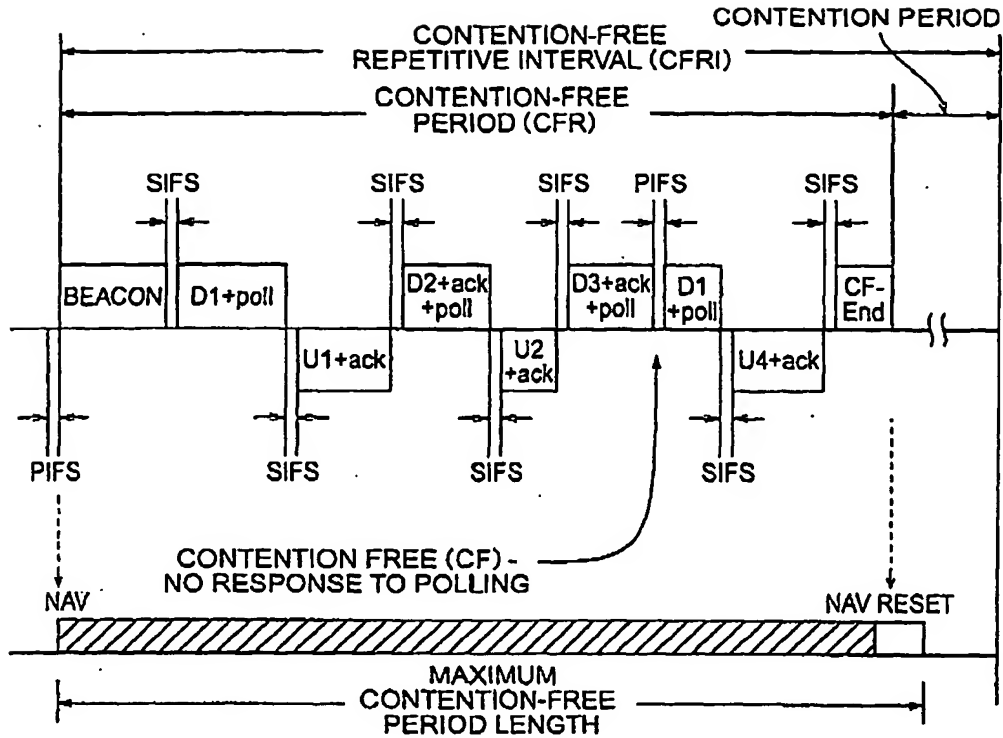 CONTENTION PERIOD
CONTENTION-FREE
REPETITIVE INTERVAL (CFRI)
CONTENTION-FREE
PERIOD (CFR)
SIFS
SIFS
SIFS
PIFS
SIFS
BEACON
D1+poll
D2+ack
+poll
D3+ack
+poll
D1
+poll
CF-
End
U1+ack
U2
+ack
U4+ack
PIFS
SIFS
SIFS
SIFS
CONTENTION FREE (CF) -
NO RESPONSE TO POLLING
NAV
NAV RESET
MAXIMUM
CONTENTION-FREE
PERIOD LENGTH